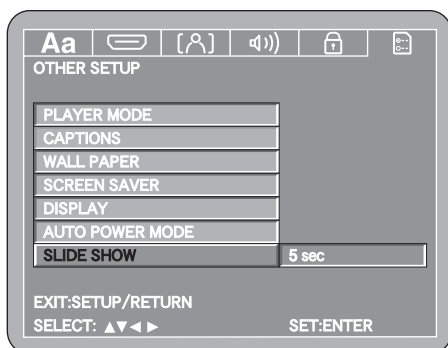 Aa
OTHER SETUP
PLAYER MODE
CAPTIONS
WALL PAPER
SCREEN SAVER
DISPLAY
AUTO POWER MODE
SLIDE SHOW 5 sec
EXIT:SETUP/RETURN
SELECT: ▲▼◀ ▶ SET:ENTER